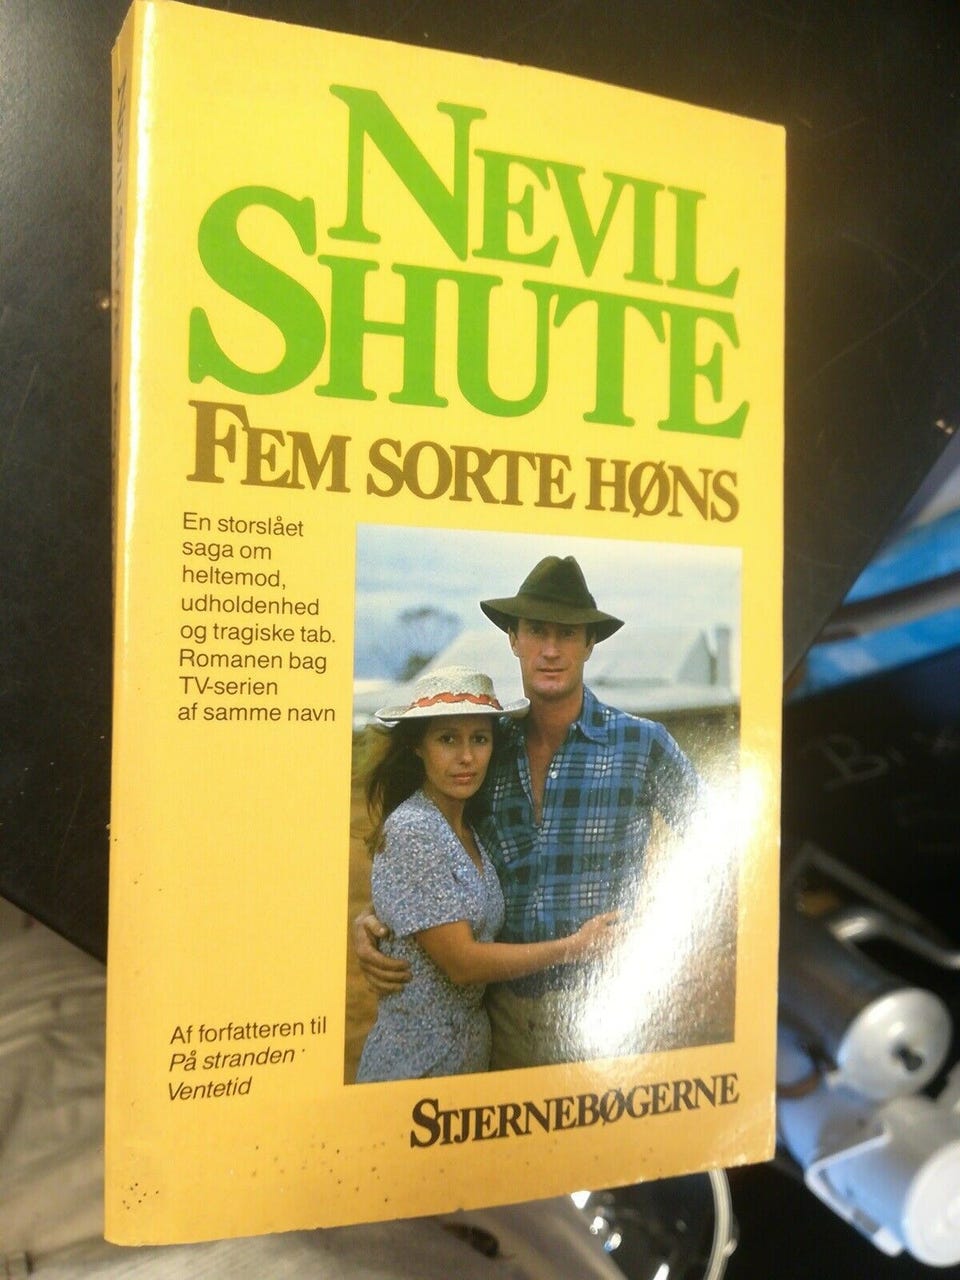 NEVIL
SHUTE
FEM SORTE HØNS
En storslået
saga om
heltemod,
udholdenhed
og tragiske tab.
Romanen bag
TV-serien
af samme navn
Af forfatteren til
På stranden ·
Ventetid
STJERNEBØGERNE